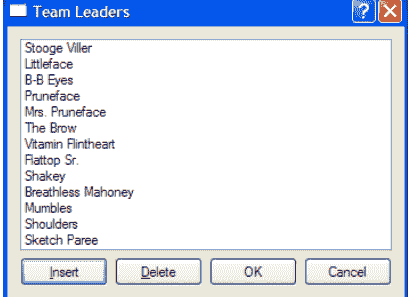 Team Leaders
Stooge Viller
Littleface
B-B Eyes
Pruneface
Mrs. Pruneface
The Brow
Vitamin Flintheart
Flattop Sr.
Shakey
Breathless Mahoney
Mumbles
Shoulders
Sketch Paree
Insert Delete OK Cancel